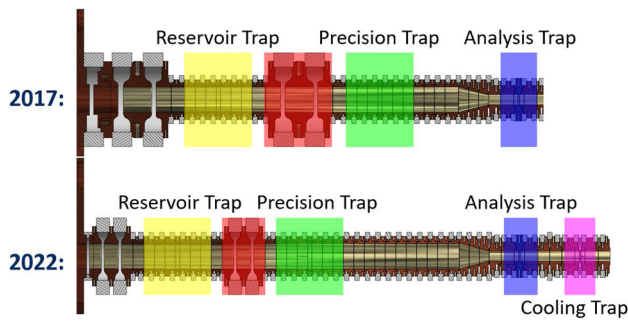 Reservoir Trap Precision Trap Analysis Trap
2017:
Reservoir Trap Precision Trap Analysis Trap
2022:
Cooling Trap